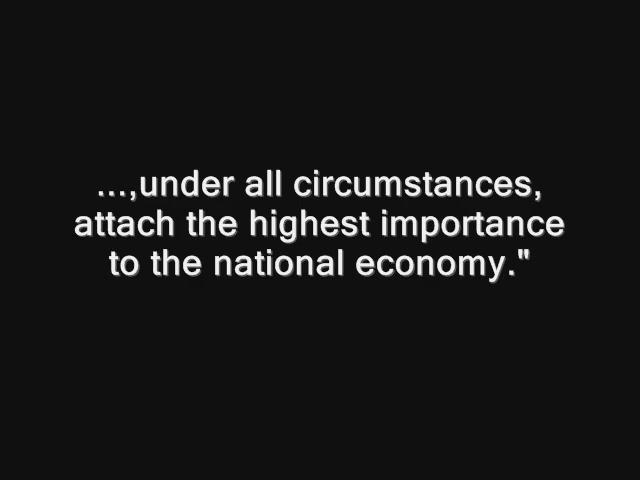 ...,under all circumstances,
attach the highest importance
to the national economy."